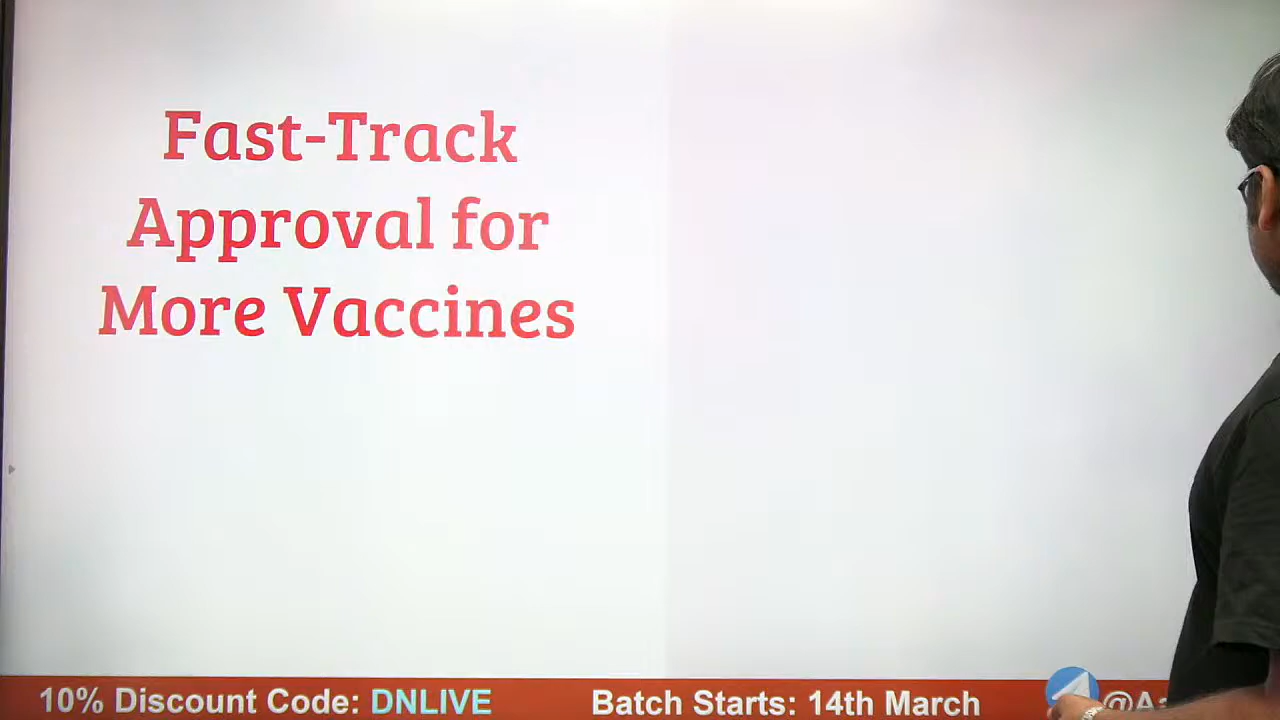 Fast-Track
Approval for
More Vaccines
10% Discount Code: DNLIVE
Batch Starts: 14th March